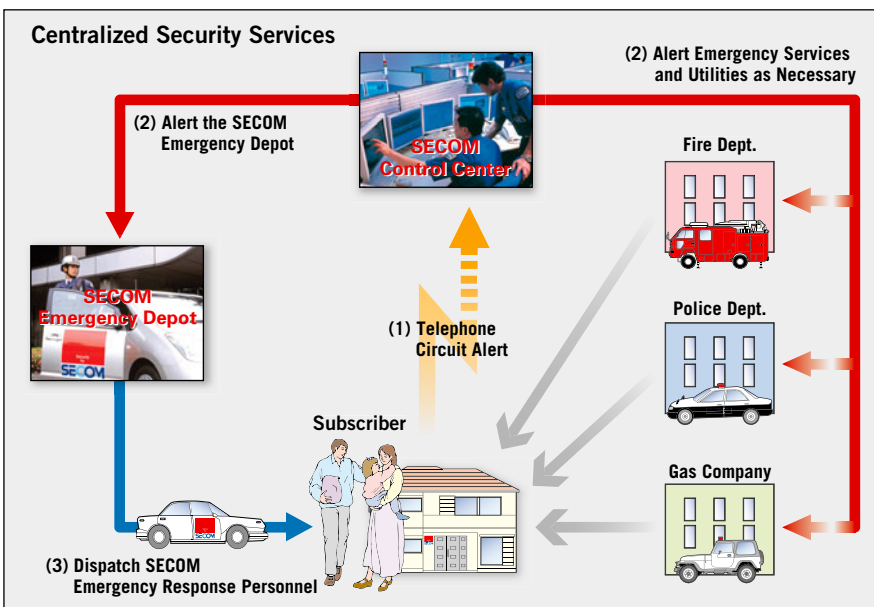 Centralized Security Services
(2) Alert Emergency Services
and Utilities as Necessary
(2) Alert the SECOM
Emergency Depot
SECOM
Control Center
Fire Dept.
SECOM
Emergency Depot
SECOM
(1) Telephone
Circuit Alert
Police Dept.
Subscriber
Gas Company
SECOM
(3) Dispatch SECOM
Emergency Response Personnel